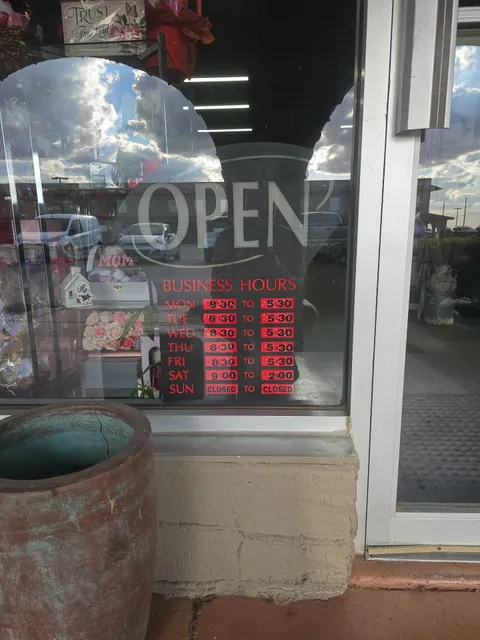 TRUST
OPEN
MOM
BUSINESS HOURS
MON 8:30 TO 5:30
TUE 8:30 TO 5:30
WED 8:30 TO 5:30
THU 8:30 TO 5:30
FRI 8:30 TO 5:30
SAT 9:00 TO 2:00
SUN CLOSED TO CLOSED